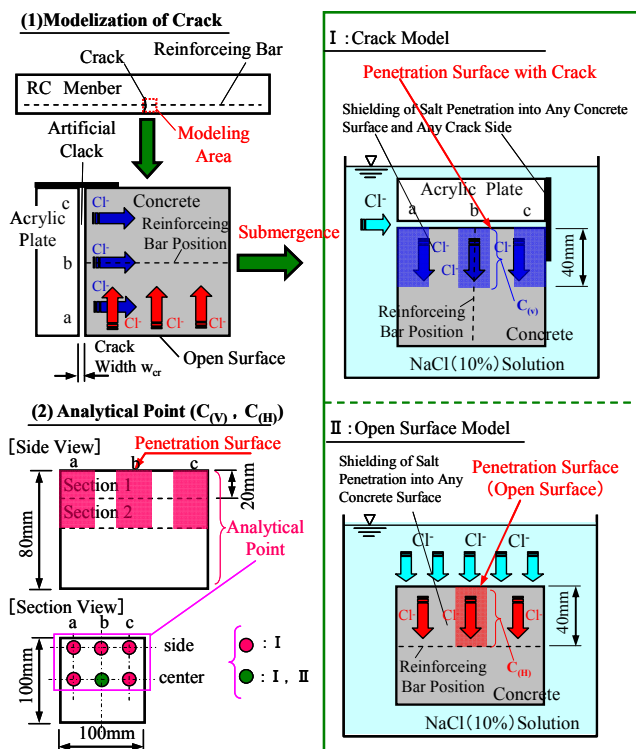 (1)Modelization of Crack
Crack
Reinforceing Bar
RC Menber
Artificial
Clack
Modeling
Area
c
Concrete
Acrylic
Plate
Cl-
Reinforceing
Bar Position
b
Cl-
Cl-
a
Cl-
Cl-
Cl-
Crack
Width wcr
Open Surface
Submergence
(2) Analytical Point (C(V) , C(H))
[Side View]
Penetration Surface
a
b
c
Section 1
Section 2
20mm
80mm
Analytical
Point
[Section View]
a
b
c
side
center
: I
: I , II
100mm
100mm
I : Crack Model
Penetration Surface with Crack
Shielding of Salt Penetration into Any Concrete
Surface and Any Crack Side
Acrylic Plate
Cl-
a
b
c
Cl-
Cl-
Cl-
40mm
C(v)
Reinforceing
Bar Position
Concrete
NaCl(10%)Solution
II : Open Surface Model
Shielding of Salt
Penetration into Any
Concrete Surface
Penetration Surface
(Open Surface)
Cl-
Cl-
Cl-
Cl-
Cl-
Cl-
40mm
Reinforceing
Bar Position
C(H)
Concrete
NaCl(10%)Solution